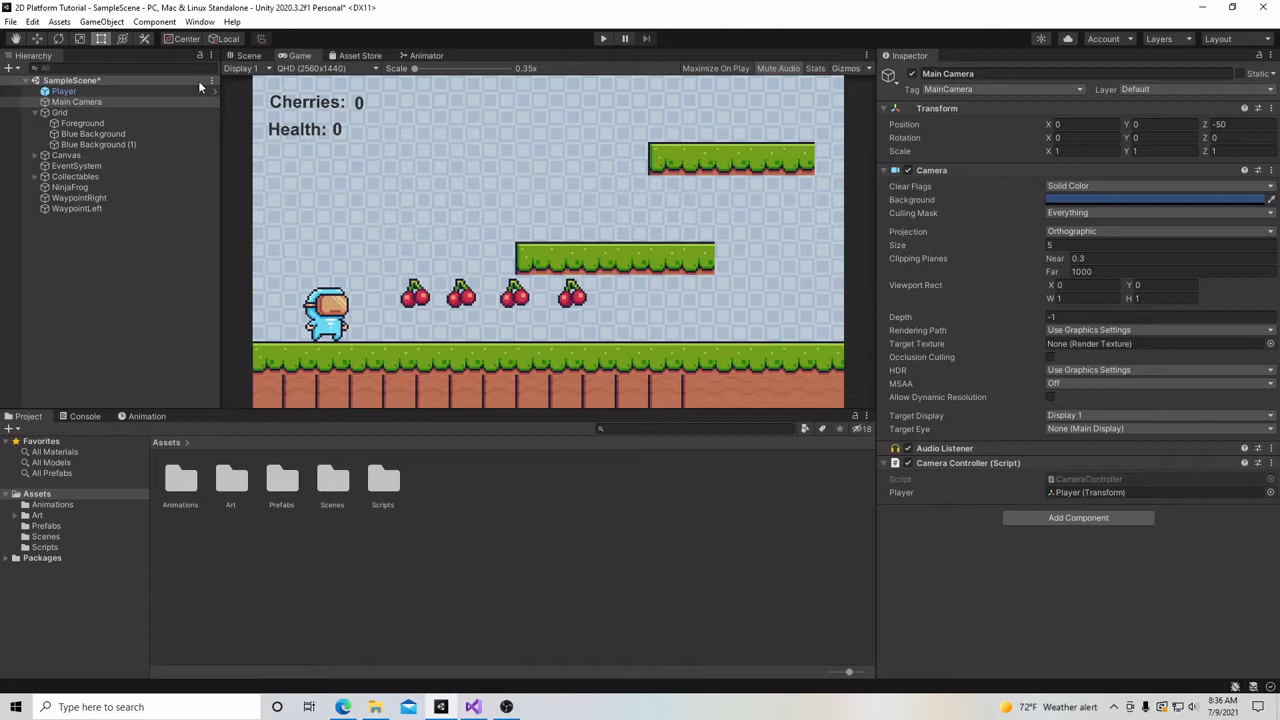 2D Platform Tutorial - SampleScene - PC, Mac & Linux Standalone - Unity 2020.3.2f1 Personal* <DX11>
File Edit Assets GameObject Component Window Help
Center Local Account Layers Layout
Hierarchy Scene Game Asset Store Animator Inspector
All Display 1 QHD (2560x1440) Scale 0.35x Maximize On Play Mute Audio Stats Gizmos
SampleScene*
Player
Main Camera
Grid
Foreground
Blue Background
Blue Background (1)
Canvas
EventSystem
Collectables
NinjaFrog
WaypointRight
WaypointLeft
Cherries: 0
Health: 0
Main Camera Static
Tag MainCamera Layer Default
Transform
Position X 0 Y 0 Z -50
Rotation X 0 Y 0 Z 0
Scale X 1 Y 1 Z 1
Camera
Clear Flags Solid Color
Background
Culling Mask Everything
Projection Orthographic
Size 5
Clipping Planes Near 0.3
Far 1000
Viewport Rect X 0 Y 0
W 1 H 1
Depth -1
Rendering Path Use Graphics Settings
Target Texture None (Render Texture)
Occlusion Culling
HDR Use Graphics Settings
MSAA Off
Allow Dynamic Resolution
Target Display Display 1
Target Eye None (Main Display)
Audio Listener
Camera Controller (Script)
Script CameraController
Player Player (Transform)
Add Component
Project Console Animation
18
Favorites
All Materials
All Models
All Prefabs
Assets
Animations
Art
Prefabs
Scenes
Scripts
Packages
Assets
Animations Art Prefabs Scenes Scripts
Type here to search
72°F Weather alert
8:36 AM
7/9/2021